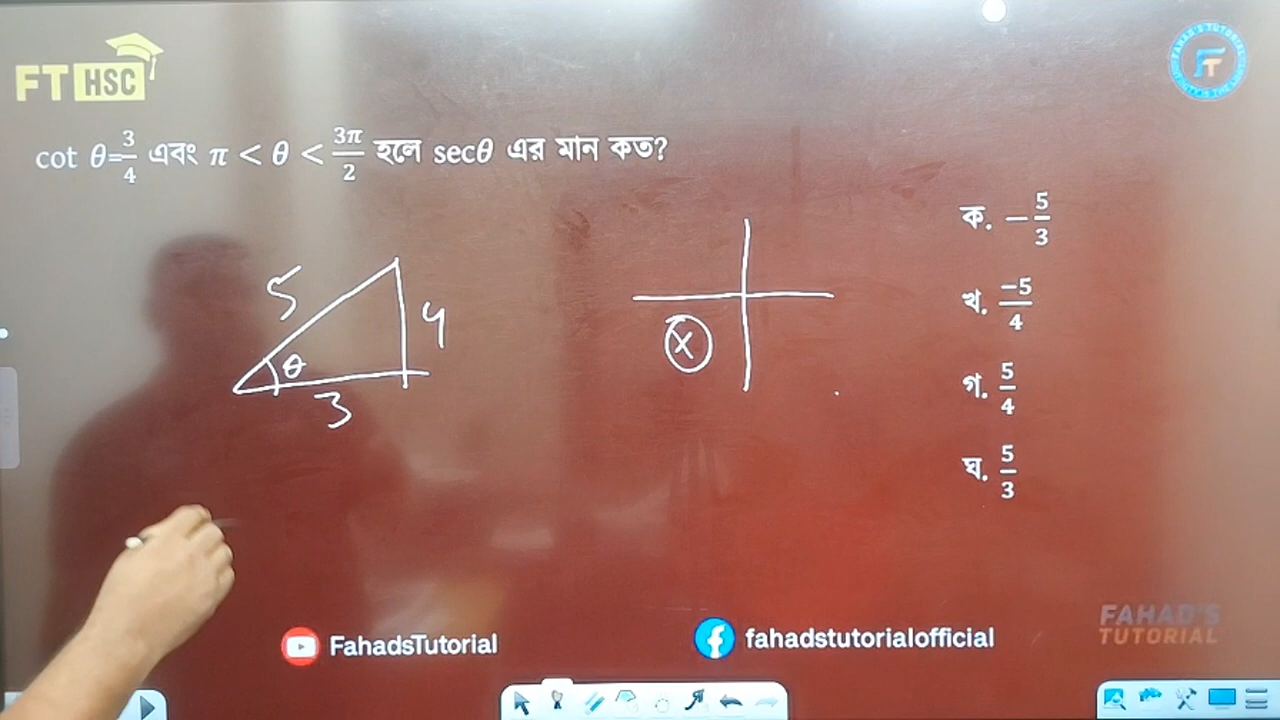 FT HSC
cot θ=3/4 এবং π < θ < 3π/2 হলে secθ এর মান কত?
ক. −5/3
খ. −5/4
গ. 5/4
ঘ. 5/3
5
θ
4
3
x
FahadsTutorial
fahadstutorialofficial
FAHAD'S
TUTORIAL